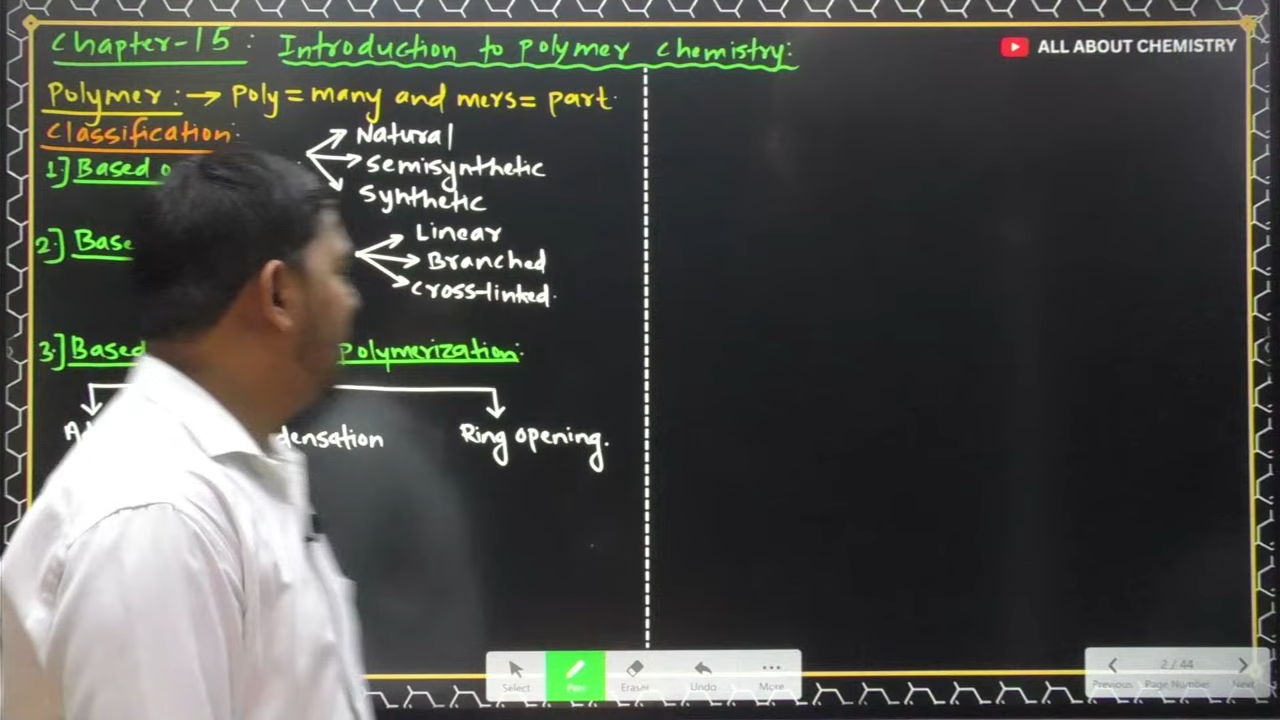 Chapter-15: Introduction to polymer chemistry:
ALL ABOUT CHEMISTRY
Polymer: → Poly = many and mers = part.
Classification:
1.] Based
Natural
Semisynthetic
Synthetic
2.]
Linear
Branched
Cross-linked.
3.] Based polymerization:
Ring opening.
Select
Pen
Eraser
Undo
More
Previous
2 / 44
Page Number
Next